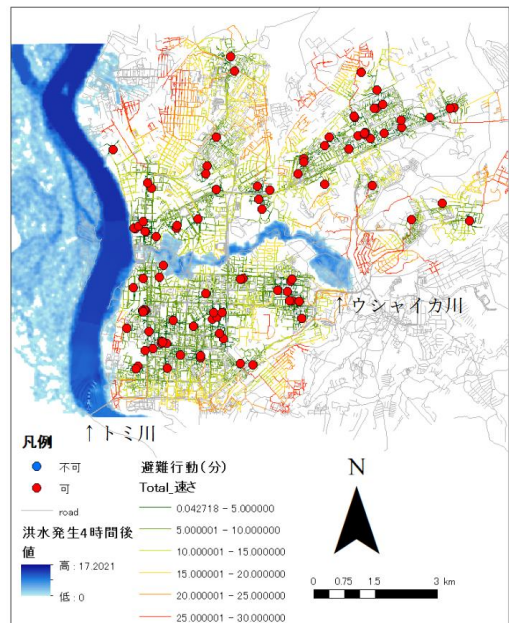 ↑ウシャイカ川
↑トミ川
凡例
不可
可
road
洪水発生4時間後
値
高 : 17.2021
低 : 0
避難行動(分)
Total_速さ
0.042718 - 5.000000
5.000001 - 10.000000
10.000001 - 15.000000
15.000001 - 20.000000
20.000001 - 25.000000
25.000001 - 30.000000
N
0 0.75 1.5 3 km